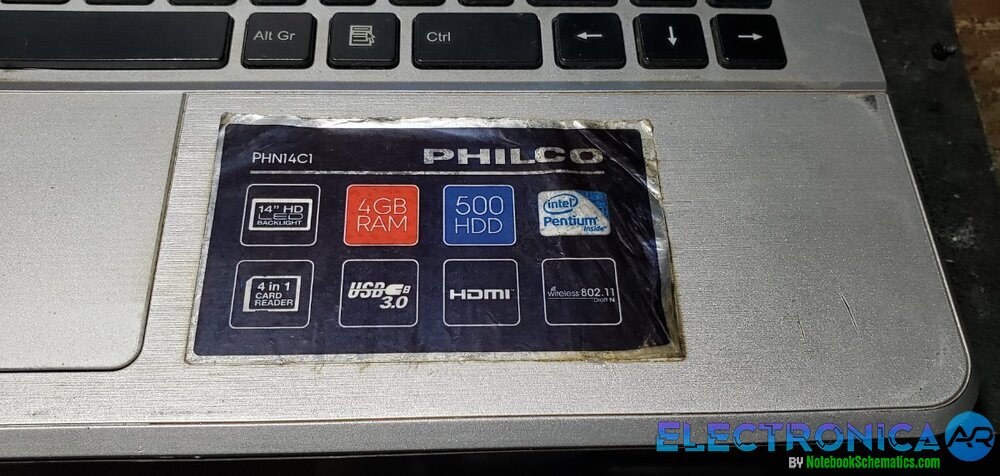 Alt Gr
Ctrl
←
↓
→
PHN14C1
PHILCO
14" HD
LED
BACKLIGHT
4GB
RAM
500
HDD
intel
Pentium
inside™
4 in 1
CARD
READER
USB
3.0
HDMI
wireless 802.11
Draft N
ELECTRONICA AR
BY NotebookSchematics.com